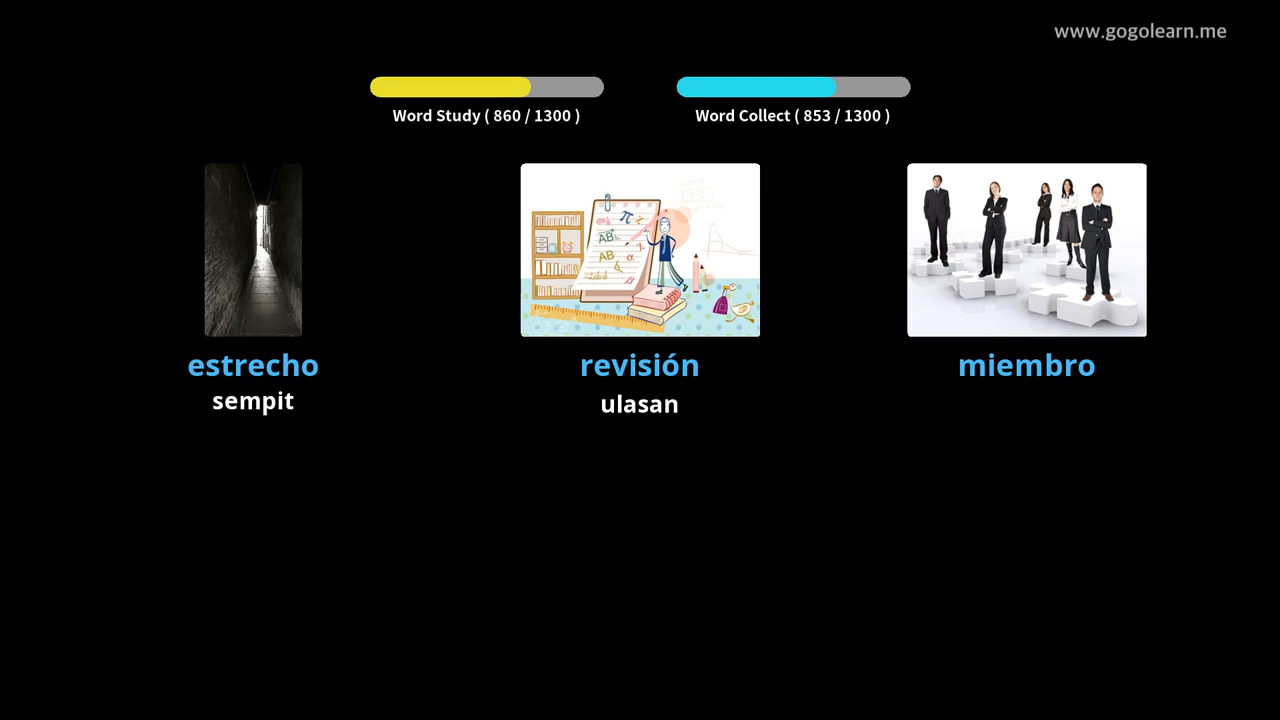 www.gogolearn.me
Word Study ( 860 / 1300 )
Word Collect ( 853 / 1300 )
estrecho
sempit
revisión
ulasan
miembro